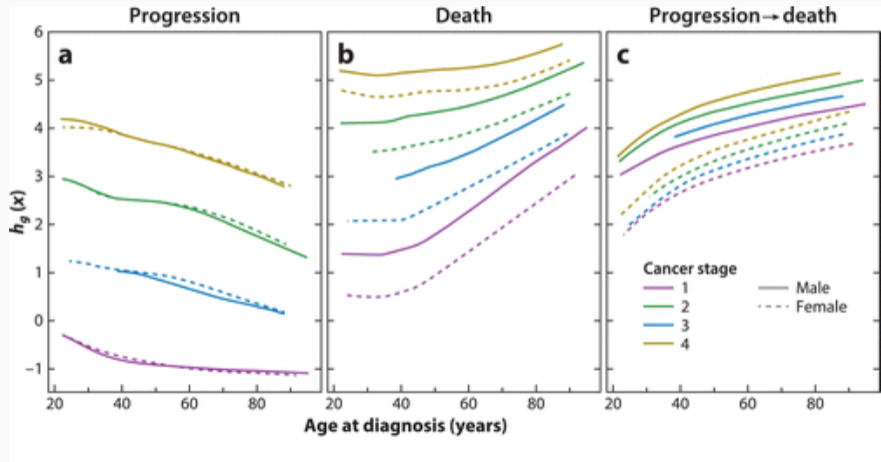 Progression Death Progression→death
a b c
6
5
4
3
2
1
0
−1
h_g (x)
Cancer stage
1 Male
2 Female
3
4
20 40 60 80 20 40 60 80 20 40 60 80
Age at diagnosis (years)